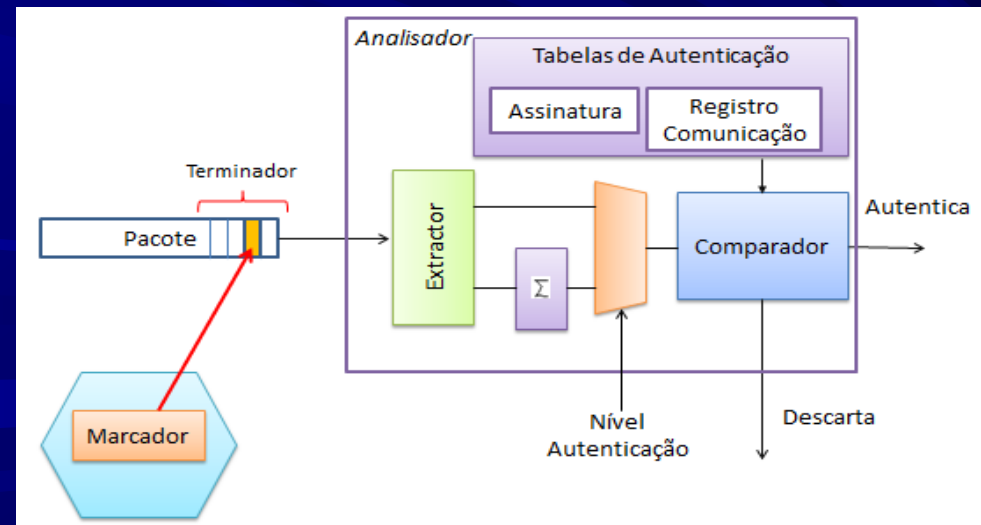 Analisador
Tabelas de Autenticação
Assinatura
Registro
Comunicação
Terminador
Pacote
Extractor
Σ
Comparador
Autentica
Marcador
Nível
Autenticação
Descarta